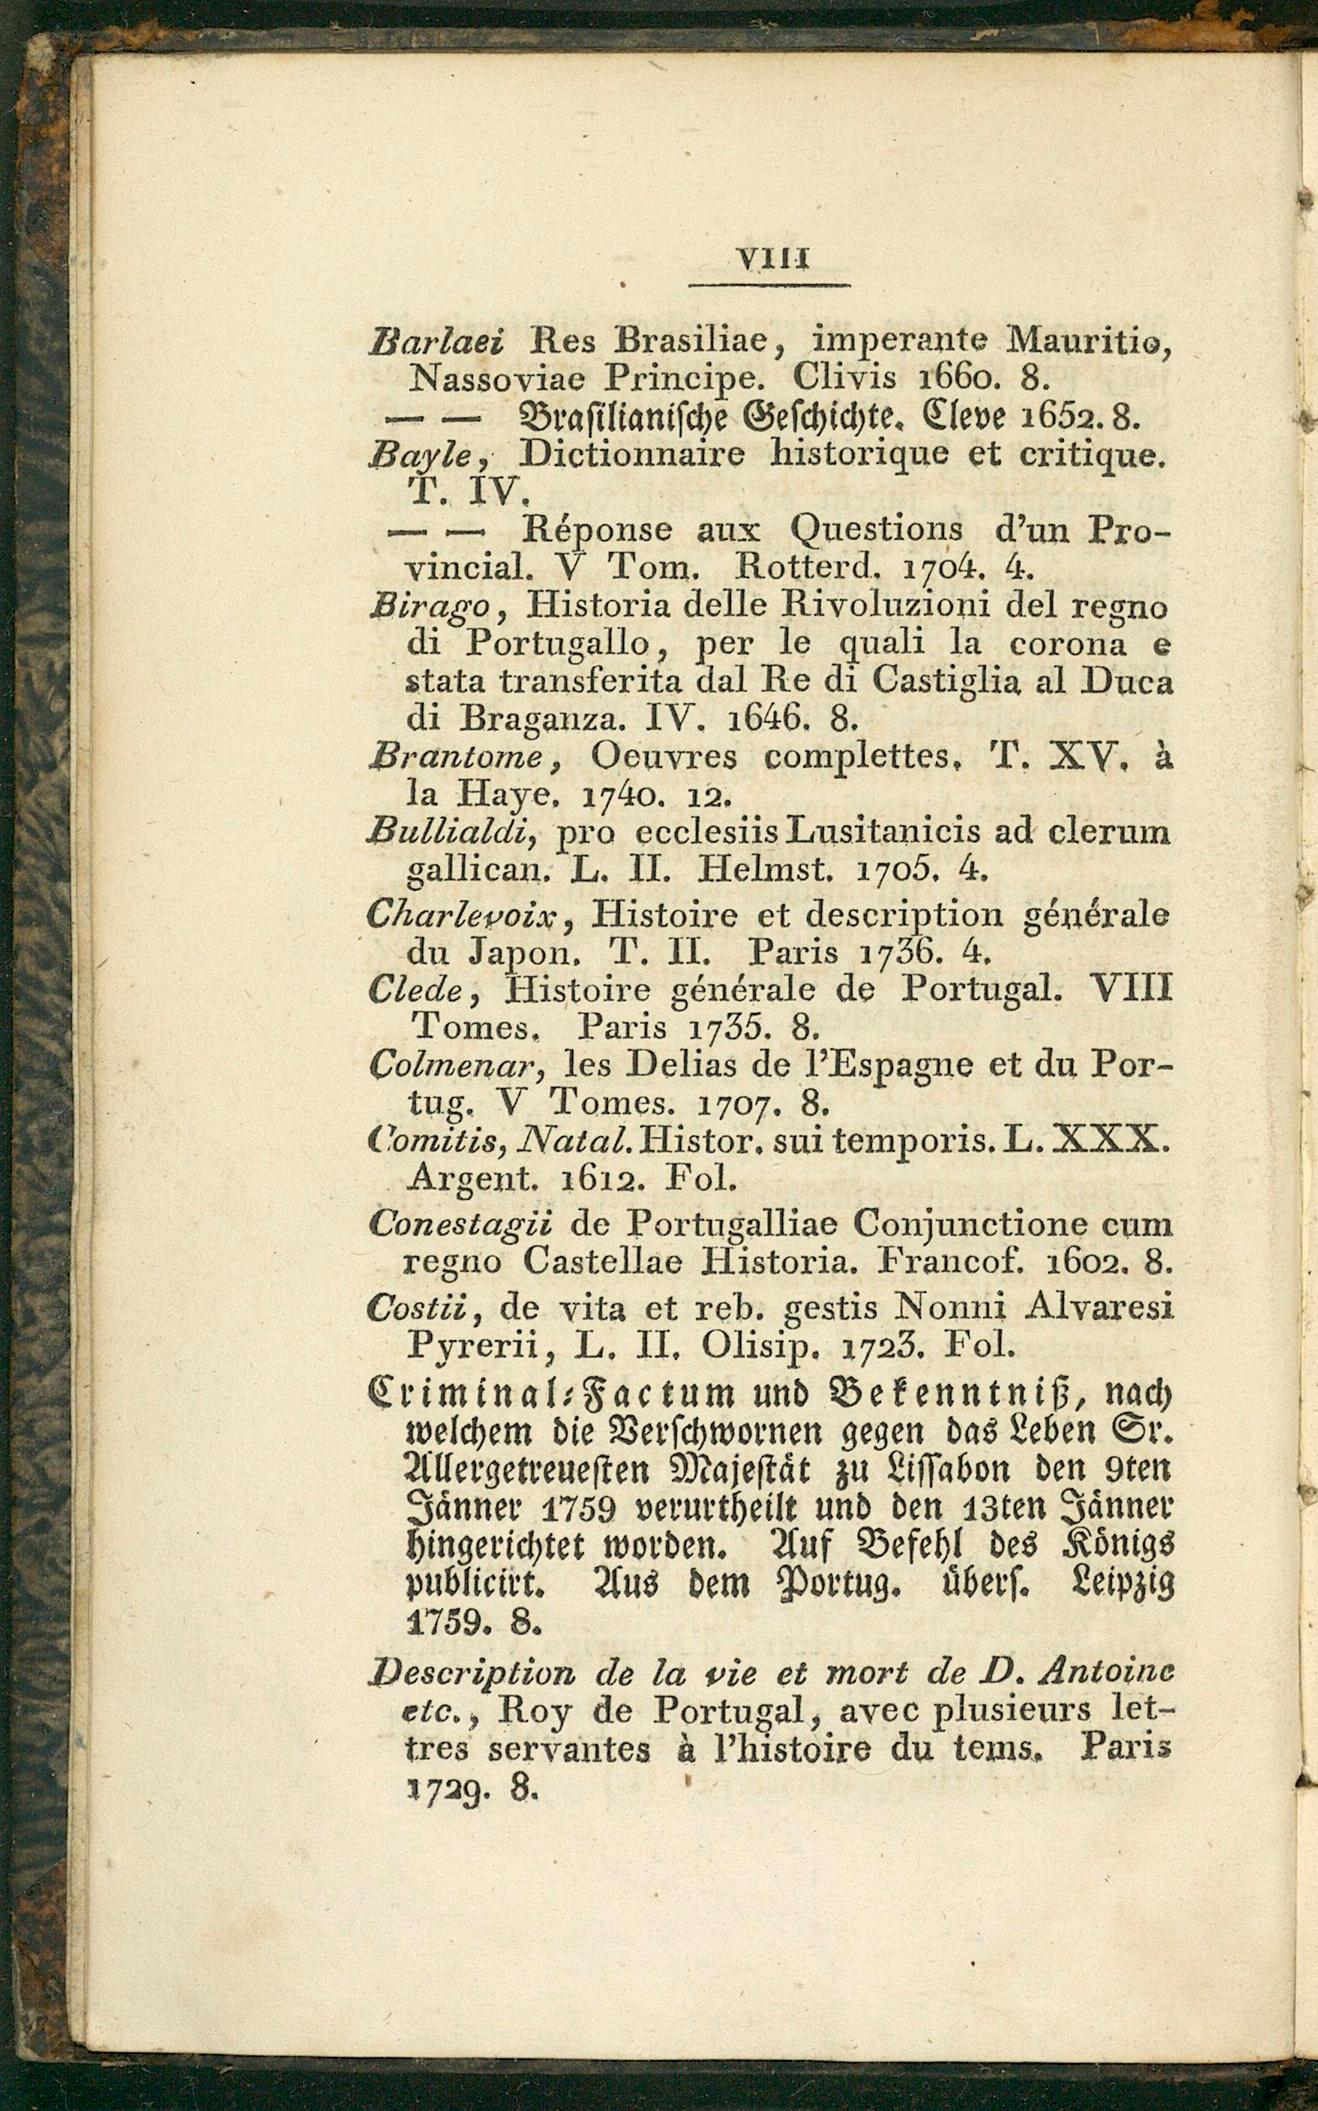 VIII
Barlaei Res Brasiliae, imperante Mauritio,
Nassoviae Principe. Clivis 1660. 8.
— — Brasilianische Geschichte. Cleve 1652. 8.
Bayle, Dictionnaire historique et critique.
T. IV.
— — Réponse aux Questions d'un Pro-
vincial. V Tom. Rotterd. 1704. 4.
Birago, Historia delle Rivoluzioni del regno
di Portugallo, per le quali la corona e
stata transferita dal Re di Castiglia al Duca
di Braganza. IV. 1646. 8.
Brantome, Oeuvres complettes. T. XV. à
la Haye. 1740. 12.
Bullialdi, pro ecclesiis Lusitanicis ad clerum
gallican. L. II. Helmst. 1705. 4.
Charlevoix, Histoire et description générale
du Japon. T. II. Paris 1736. 4.
Clede, Histoire générale de Portugal. VIII
Tomes. Paris 1735. 8.
Colmenar, les Delias de l'Espagne et du Por-
tug. V Tomes. 1707. 8.
Comitis, Natal. Histor. sui temporis. L. XXX.
Argent. 1612. Fol.
Conestagii de Portugalliae Conjunctione cum
regno Castellae Historia. Francof. 1602. 8.
Costii, de vita et reb. gestis Nonni Alvaresi
Pyrerii, L. II. Olisip. 1723. Fol.
Criminal-Factum und Bekenntniß, nach
welchem die Verschwornen gegen das Leben Sr.
Allergetreuesten Majestät zu Lissabon den 9ten
Jänner 1759 verurtheilt und den 13ten Jänner
hingerichtet worden. Auf Befehl des Königs
publicirt. Aus dem Portug. übers. Leipzig
1759. 8.
Description de la vie et mort de D. Antoine
etc., Roy de Portugal, avec plusieurs let-
tres servantes à l'histoire du tems. Paris
1729. 8.